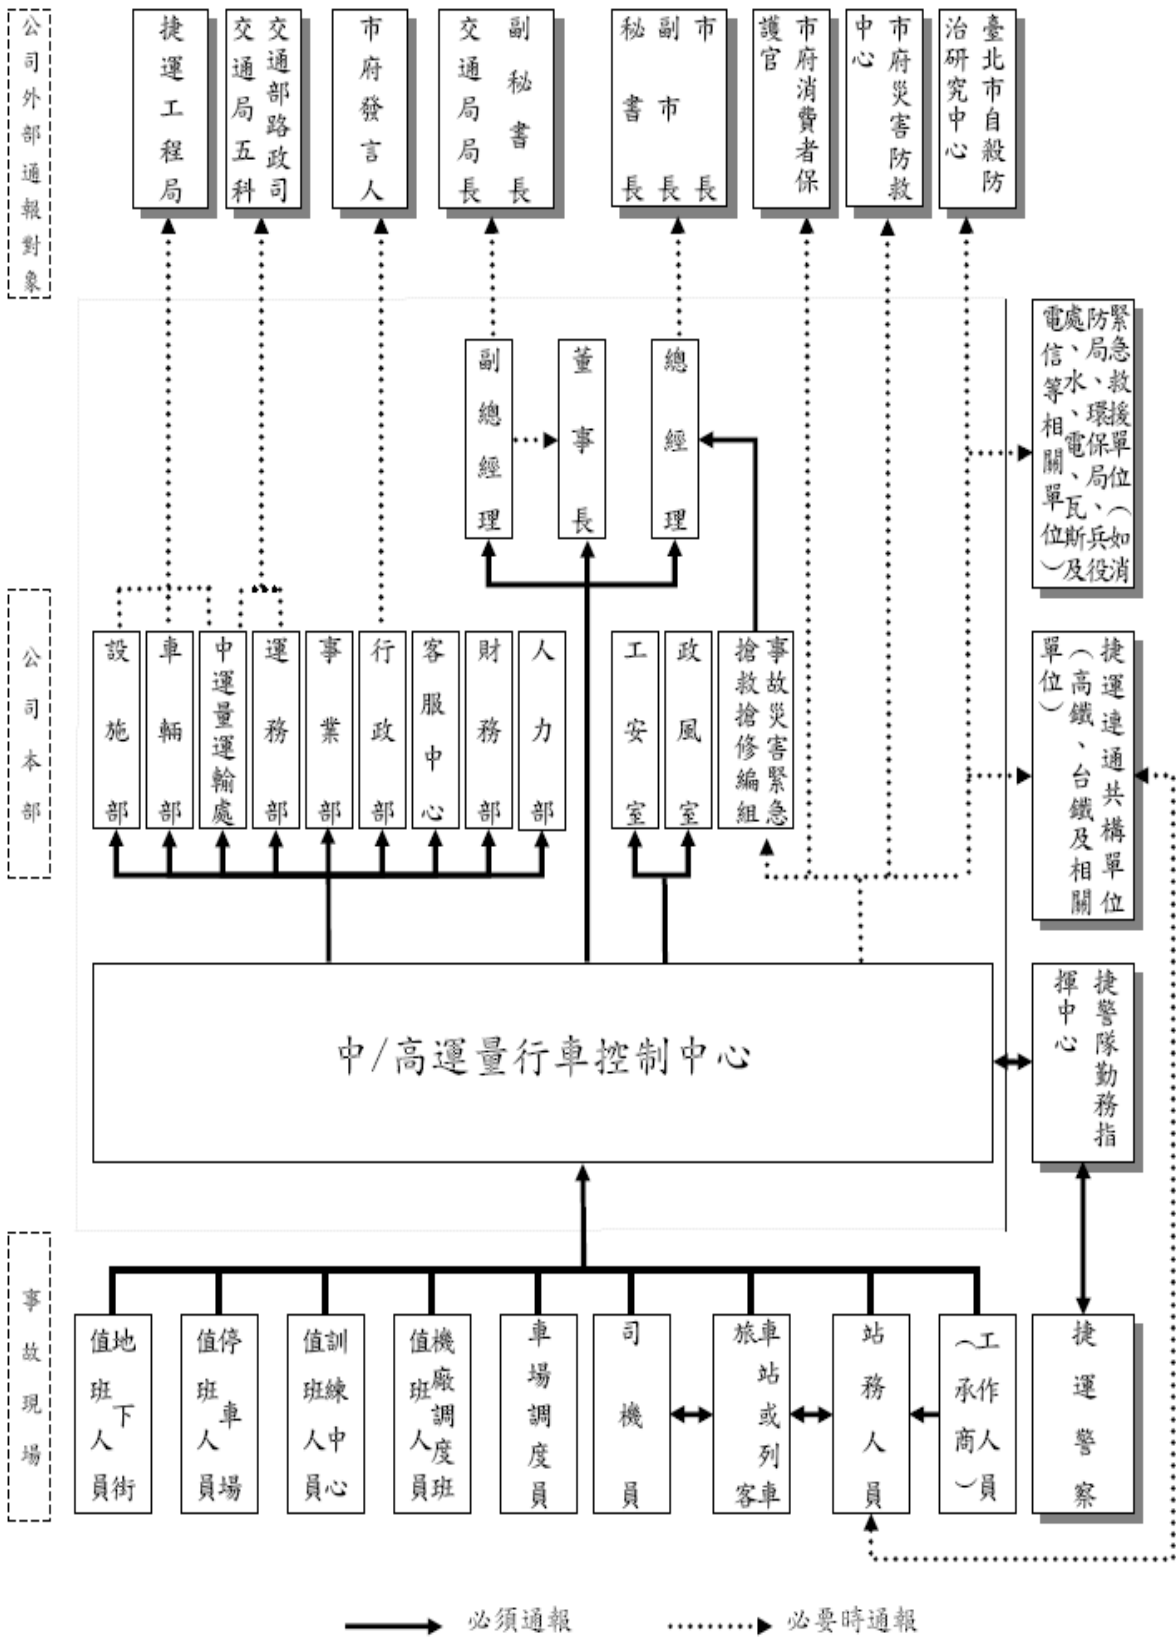 公司外部通報對象
捷運工程局
交通部路政司
交通局五科
市府發言人
副秘書長
交通局局長
市長
副市長
秘書長
市府消費者保
護官
市府災害防救
中心
臺北市自殺防
治研究中心
緊急救援單位（如消
防局、環保局、兵役
處、水、電、瓦斯及
電信等相關單位）
副總經理
董事長
總經理
公司本部
設施部
車輛部
中運量運輸處
運務部
事業部
行政部
客服中心
財務部
人力部
工安室
政風室
事故災害緊急
搶救搶修編組
捷運連通共構單位
（高鐵、台鐵及相關
單位）
中/高運量行車控制中心
捷警隊勤務指
揮中心
事故現場
地下街
值班人員
停車場
值班人員
訓練中心
值班人員
機廠調度班
值班人員
車場調度員
司機員
車站或列車
旅客
站務人員
工作人員
（承商）
捷運警察
必須通報
必要時通報